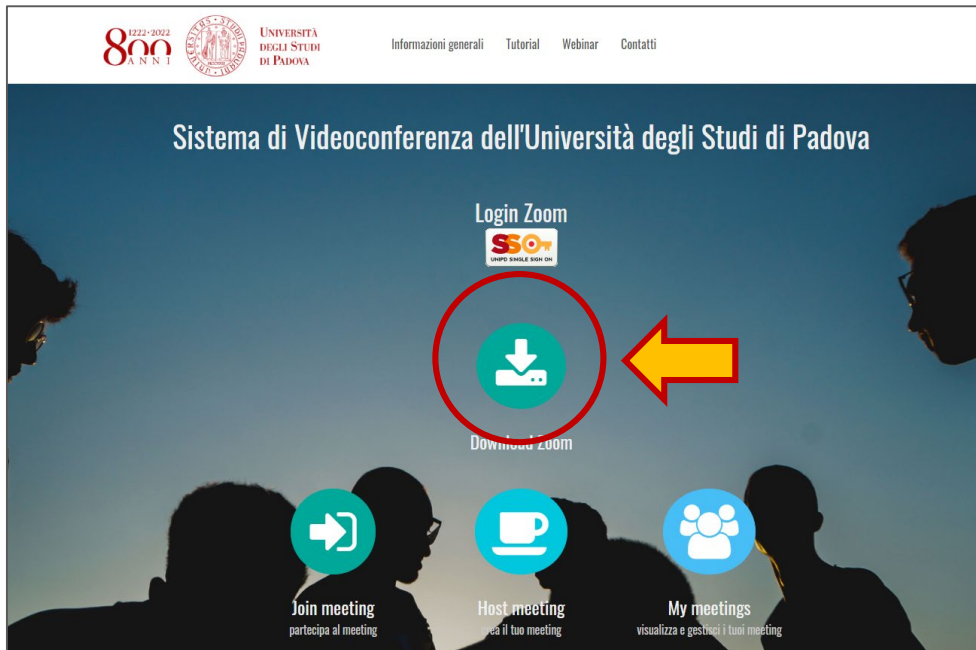 1222·2022
800
ANNI
UNIVERSITÀ
DEGLI STUDI
DI PADOVA
Informazioni generali Tutorial Webinar Contatti
Sistema di Videoconferenza dell'Università degli Studi di Padova
Login Zoom
SSO
UNIPD SINGLE SIGN ON
Download Zoom
Join meeting
partecipa al meeting
Host meeting
crea il tuo meeting
My meetings
visualizza e gestisci i tuoi meeting